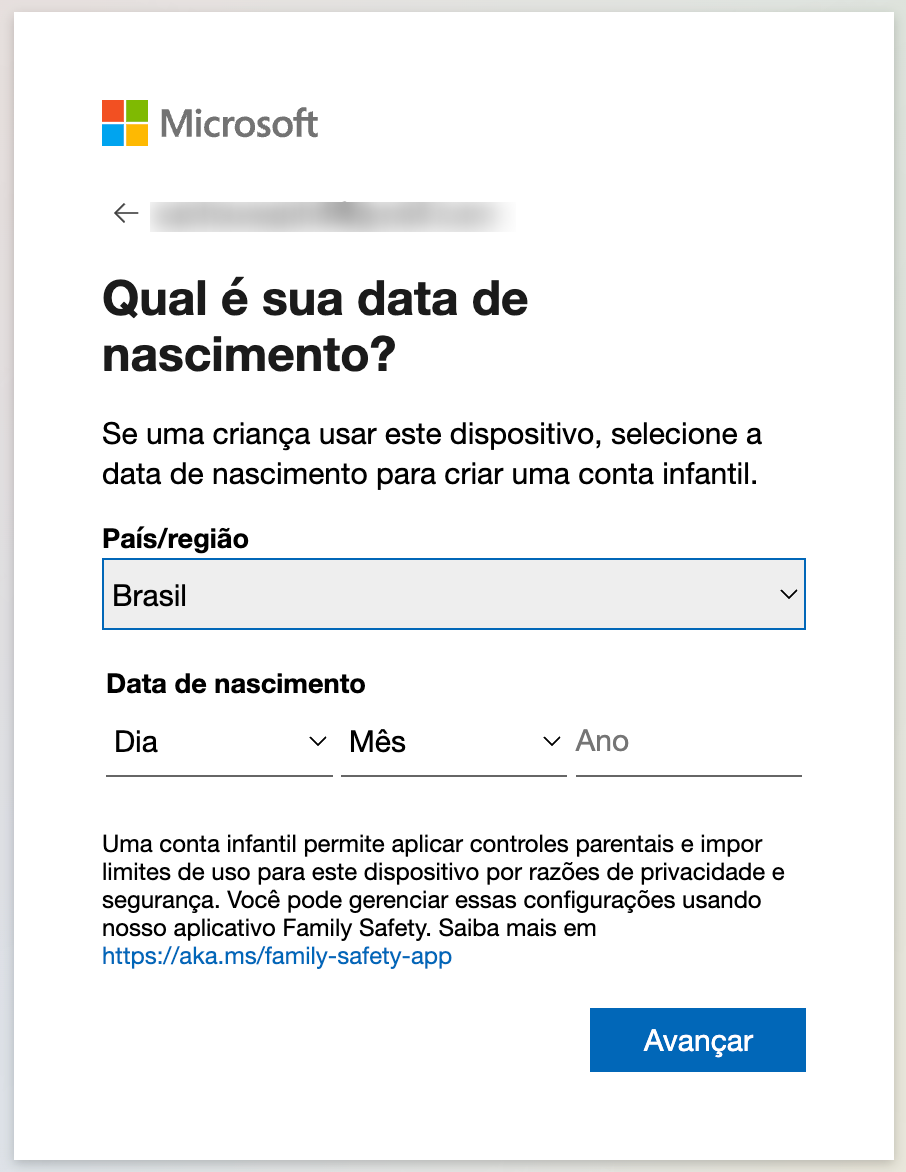 Microsoft
Qual é sua data de
nascimento?
Se uma criança usar este dispositivo, selecione a
data de nascimento para criar uma conta infantil.
País/região
Brasil
Data de nascimento
Dia Mês Ano
Uma conta infantil permite aplicar controles parentais e impor
limites de uso para este dispositivo por razões de privacidade e
segurança. Você pode gerenciar essas configurações usando
nosso aplicativo Family Safety. Saiba mais em
https://aka.ms/family-safety-app
Avançar